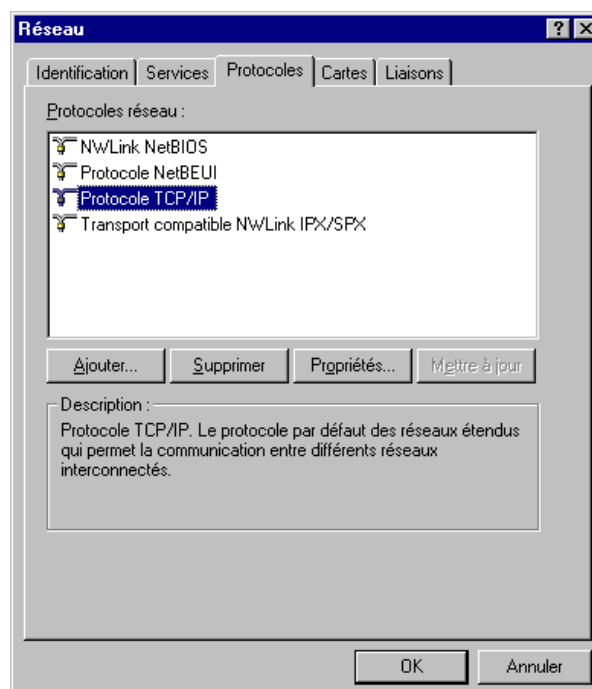 Réseau
Identification Services Protocoles Cartes Liaisons
Protocoles réseau :
NWLink NetBIOS
Protocole NetBEUI
Protocole TCP/IP
Transport compatible NWLink IPX/SPX
Ajouter... Supprimer Propriétés... Mettre à jour
Description :
Protocole TCP/IP. Le protocole par défaut des réseaux étendus
qui permet la communication entre différents réseaux
interconnectés.
OK Annuler